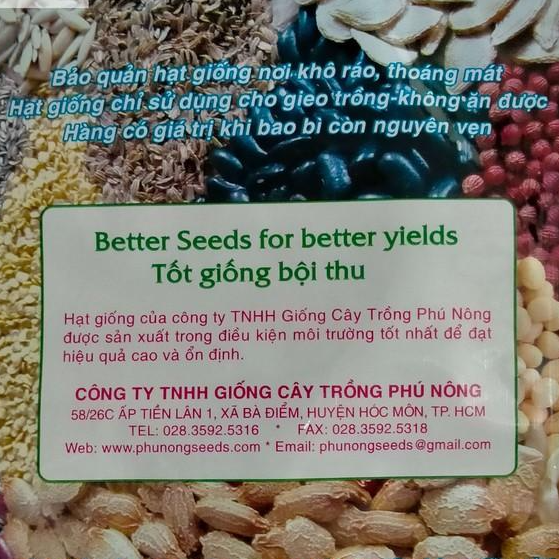 Bảo quản hạt giống nơi khô ráo, thoáng mát
Hạt giống chỉ sử dụng cho gieo trồng-không ăn được
Hàng có giá trị khi bao bì còn nguyên vẹn
Better Seeds for better yields
Tốt giống bội thu
Hạt giống của công ty TNHH Giống Cây Trồng Phú Nông
được sản xuất trong điều kiện môi trường tốt nhất để đạt
hiệu quả cao và ổn định.
CÔNG TY TNHH GIỐNG CÂY TRỒNG PHÚ NÔNG
58/26C ẤP TIỀN LÂN 1, XÃ BÀ ĐIỂM, HUYỆN HÓC MÔN, TP. HCM
TEL: 028.3592.5316 * FAX: 028.3592.5318
Web: www.phunongseeds.com * Email: phunongseeds@gmail.com